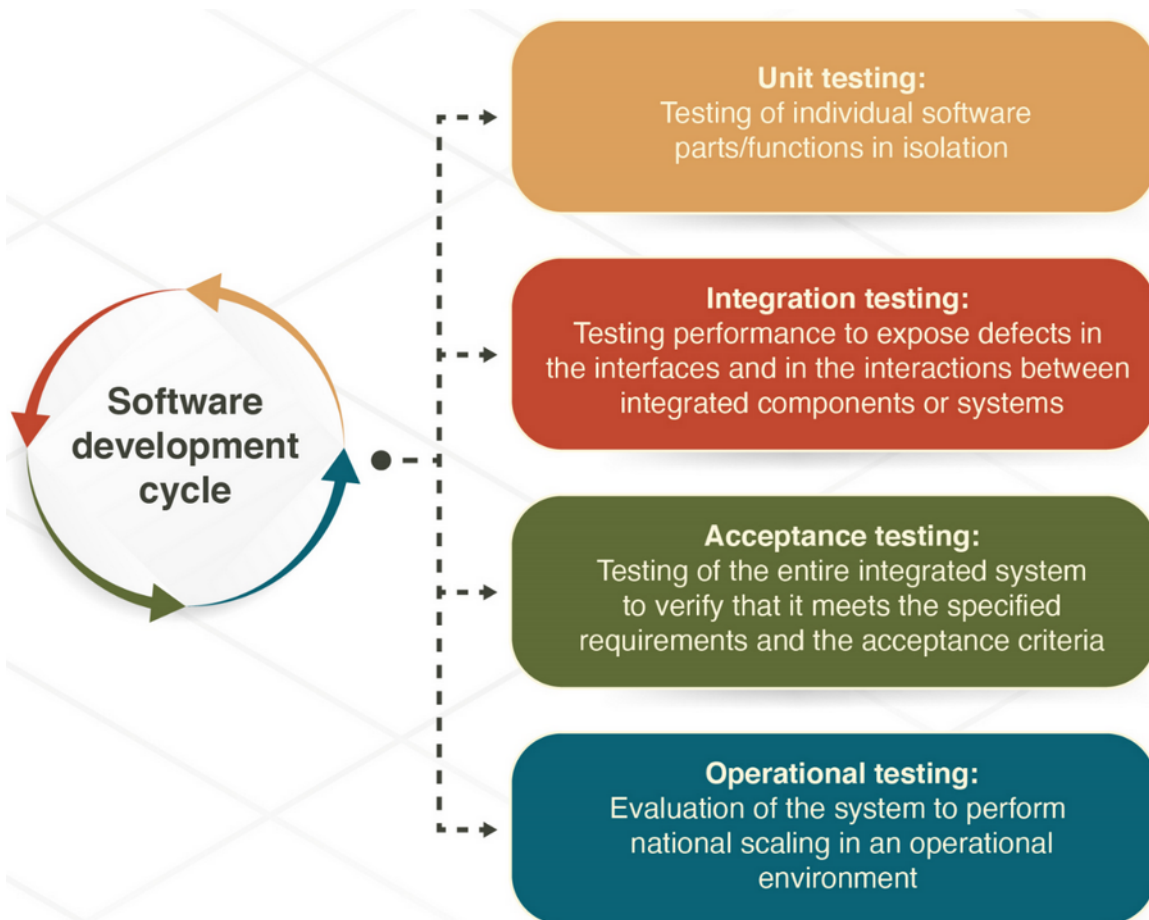 Unit testing:
Testing of individual software
parts/functions in isolation
Integration testing:
Testing performance to expose defects in
the interfaces and in the interactions between
integrated components or systems
Software
development
cycle
Acceptance testing:
Testing of the entire integrated system
to verify that it meets the specified
requirements and the acceptance criteria
Operational testing:
Evaluation of the system to perform
national scaling in an operational
environment